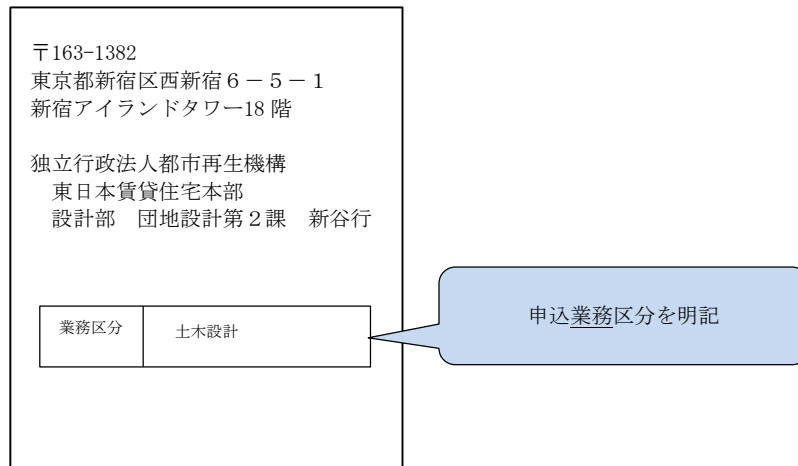 〒163-1382
東京都新宿区西新宿６－５－１
新宿アイランドタワー18 階
独立行政法人都市再生機構
東日本賃貸住宅本部
設計部　団地設計第２課　新谷行
業務区分　土木設計
申込業務区分を明記